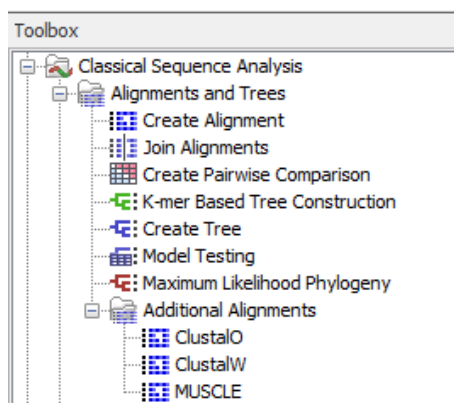 Toolbox
Classical Sequence Analysis
Alignments and Trees
Create Alignment
Join Alignments
Create Pairwise Comparison
K-mer Based Tree Construction
Create Tree
Model Testing
Maximum Likelihood Phylogeny
Additional Alignments
ClustalO
ClustalW
MUSCLE